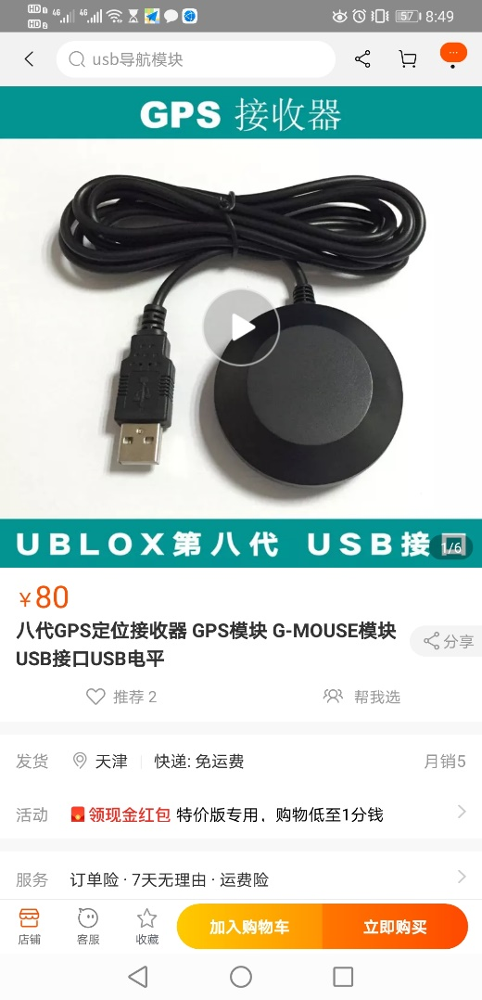 HD 1 4G 4G 57 8:49
HD 2
usb导航模块
GPS 接收器
UBLOX第八代 USB接
1/6
¥80
八代GPS定位接收器 GPS模块 G-MOUSE模块
USB接口USB电平
分享
推荐 2
帮我选
发货 天津 快递: 免运费 月销5
活动 领现金红包 特价版专用，购物低至1分钱
服务 订单险 · 7天无理由 · 运费险
店铺 客服 收藏 加入购物车 立即购买